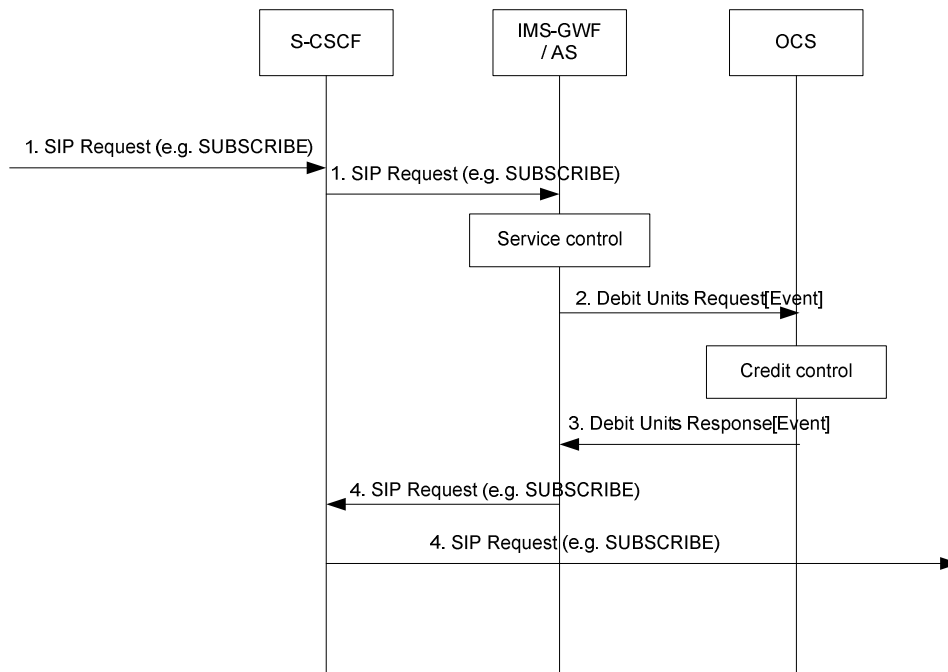 S-CSCF
IMS-GWF
/ AS
OCS
1. SIP Request (e.g. SUBSCRIBE)
1. SIP Request (e.g. SUBSCRIBE)
Service control
2. Debit Units Request[Event]
Credit control
3. Debit Units Response[Event]
4. SIP Request (e.g. SUBSCRIBE)
4. SIP Request (e.g. SUBSCRIBE)